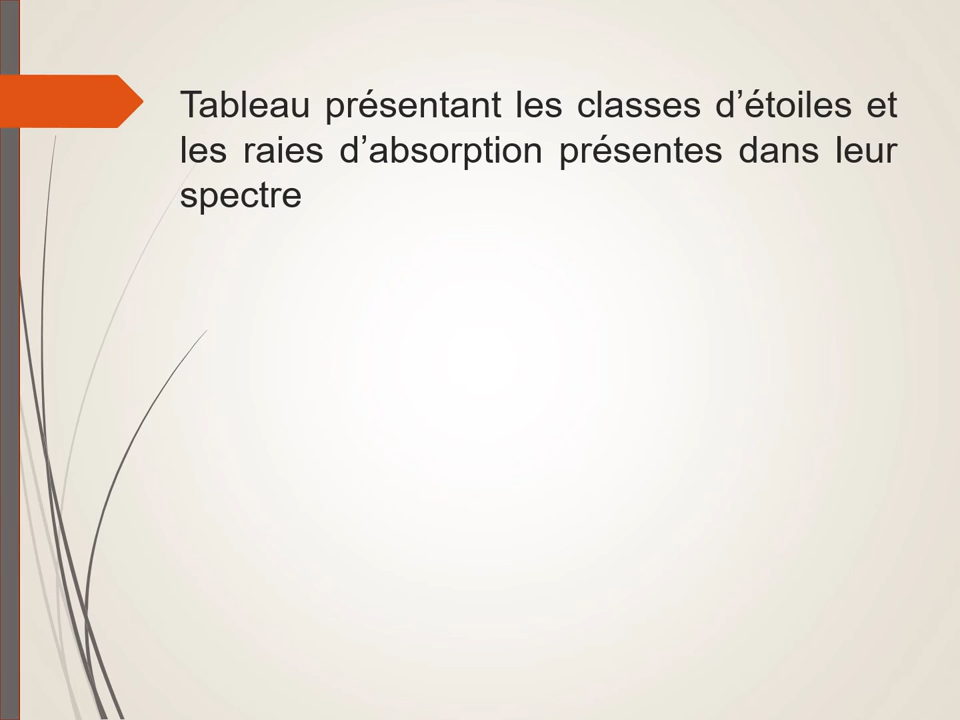 Tableau présentant les classes d’étoiles et
les raies d’absorption présentes dans leur
spectre